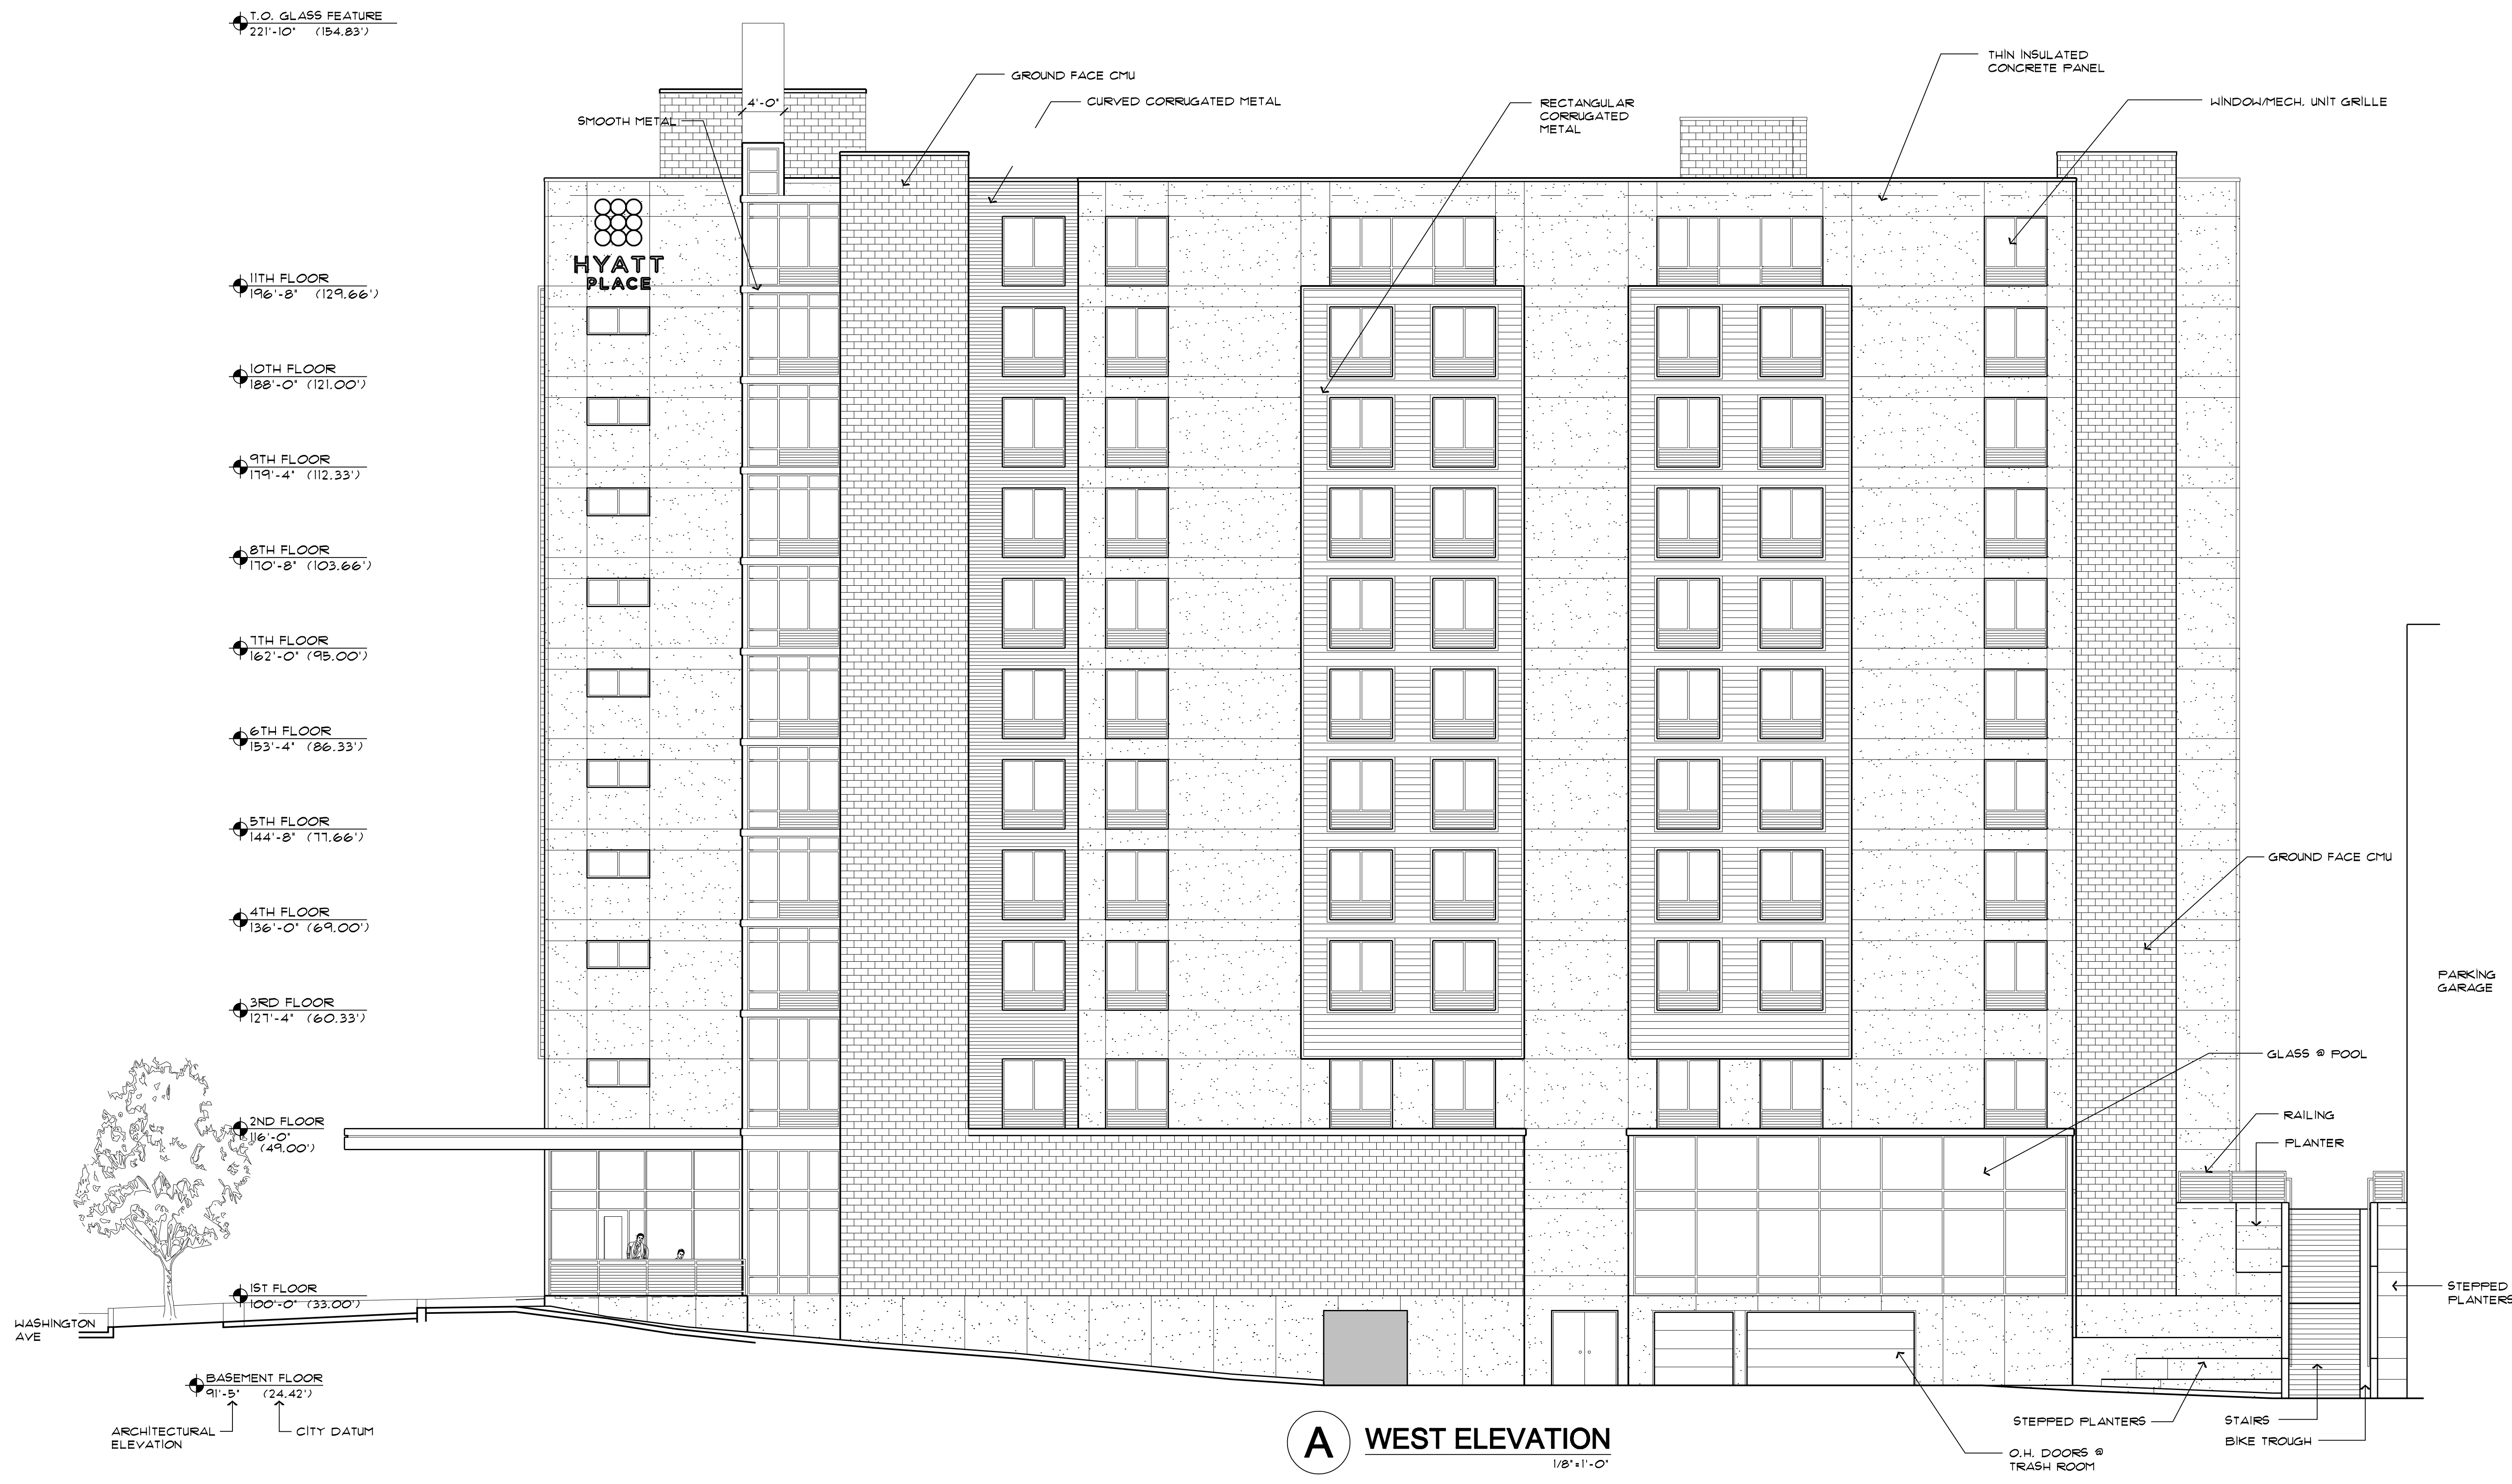 T.O. GLASS FEATURE
221'-10" (154.83')
THIN INSULATED
CONCRETE PANEL
GROUND FACE CMU
CURVED CORRUGATED METAL
RECTANGULAR
CORRUGATED
METAL
WINDOW/MECH. UNIT GRILLE
4'-0"
SMOOTH METAL
HYATT
PLACE
11TH FLOOR
196'-8" (129.66')
10TH FLOOR
188'-0" (121.00')
9TH FLOOR
179'-4" (112.33')
8TH FLOOR
170'-8" (103.66')
7TH FLOOR
162'-0" (95.00')
6TH FLOOR
153'-4" (86.33')
5TH FLOOR
144'-8" (77.66')
GROUND FACE CMU
4TH FLOOR
136'-0" (69.00')
PARKING
GARAGE
3RD FLOOR
127'-4" (60.33')
GLASS @ POOL
RAILING
2ND FLOOR
116'-0"
(49.00')
PLANTER
1ST FLOOR
100'-0" (33.00')
STEPPED
PLANTERS
WASHINGTON
AVE
BASEMENT FLOOR
91'-5" (24.42')
ARCHITECTURAL
ELEVATION
CITY DATUM
STEPPED PLANTERS
STAIRS
BIKE TROUGH
A WEST ELEVATION
1/8"=1'-0"
O.H. DOORS @
TRASH ROOM